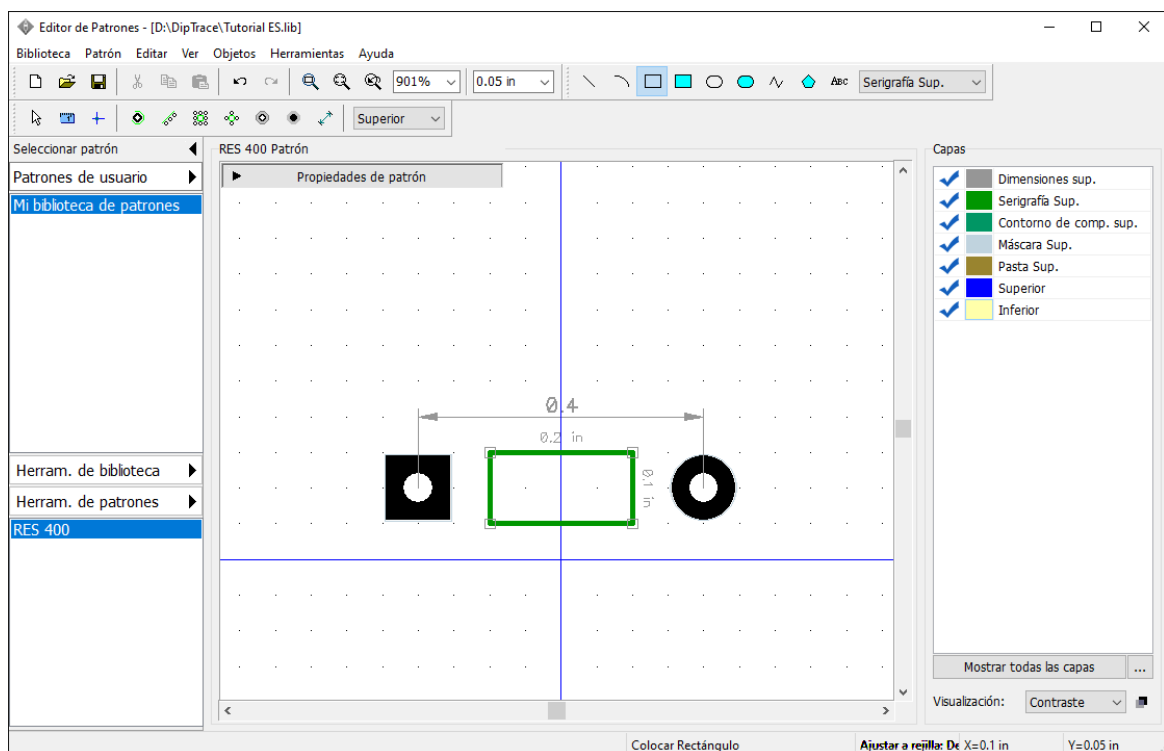 Editor de Patrones - [D:\DipTrace\Tutorial ES.lib]
Biblioteca Patrón Editar Ver Objetos Herramientas Ayuda
901% 0.05 in ABC Serigrafía Sup.
Superior
Seleccionar patrón
Patrones de usuario
Mi biblioteca de patrones
Herram. de biblioteca
Herram. de patrones
RES 400
RES 400 Patrón
Propiedades de patrón
0.4
0.2 in
0.1 in
Capas
Dimensiones sup.
Serigrafía Sup.
Contorno de comp. sup.
Máscara Sup.
Pasta Sup.
Superior
Inferior
Mostrar todas las capas ...
Visualización: Contraste
Colocar Rectángulo Ajustar a rejilla: De X=0.1 in Y=0.05 in